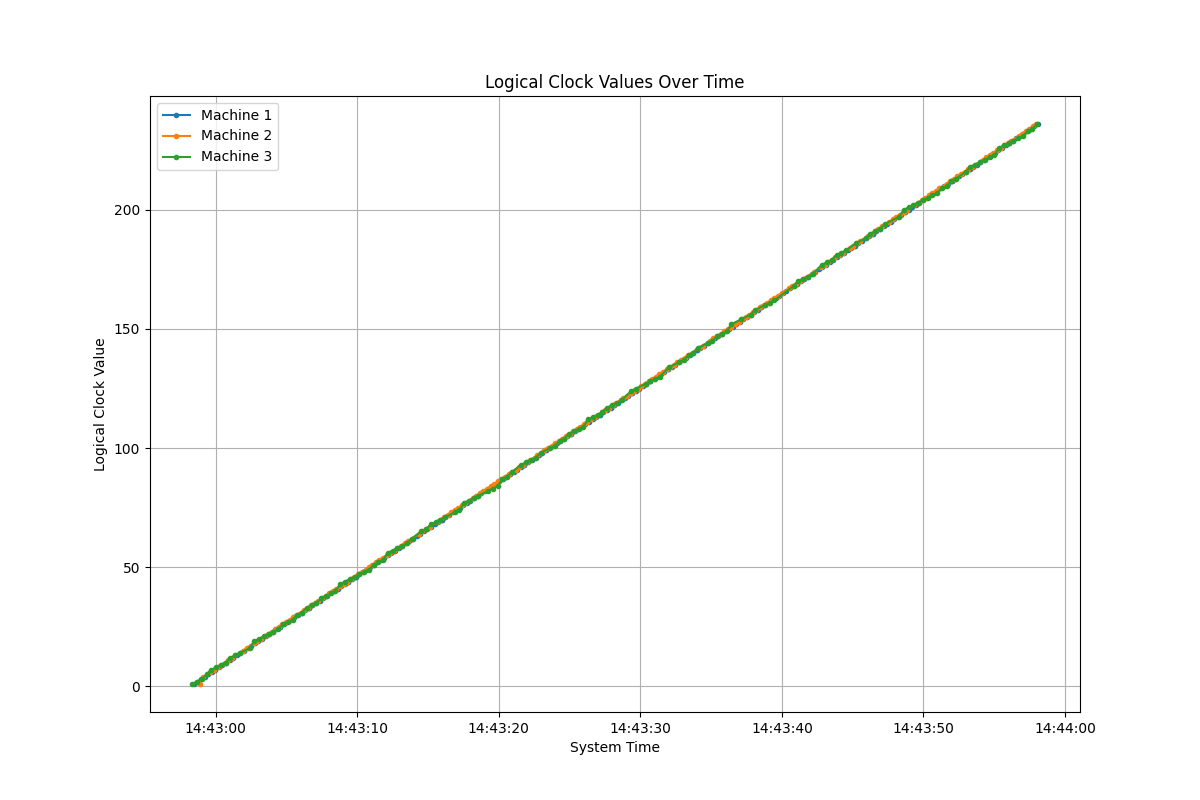 Logical Clock Values Over Time
Machine 1
Machine 2
Machine 3
Logical Clock Value
200
150
100
50
0
14:43:00 14:43:10 14:43:20 14:43:30 14:43:40 14:43:50 14:44:00
System Time